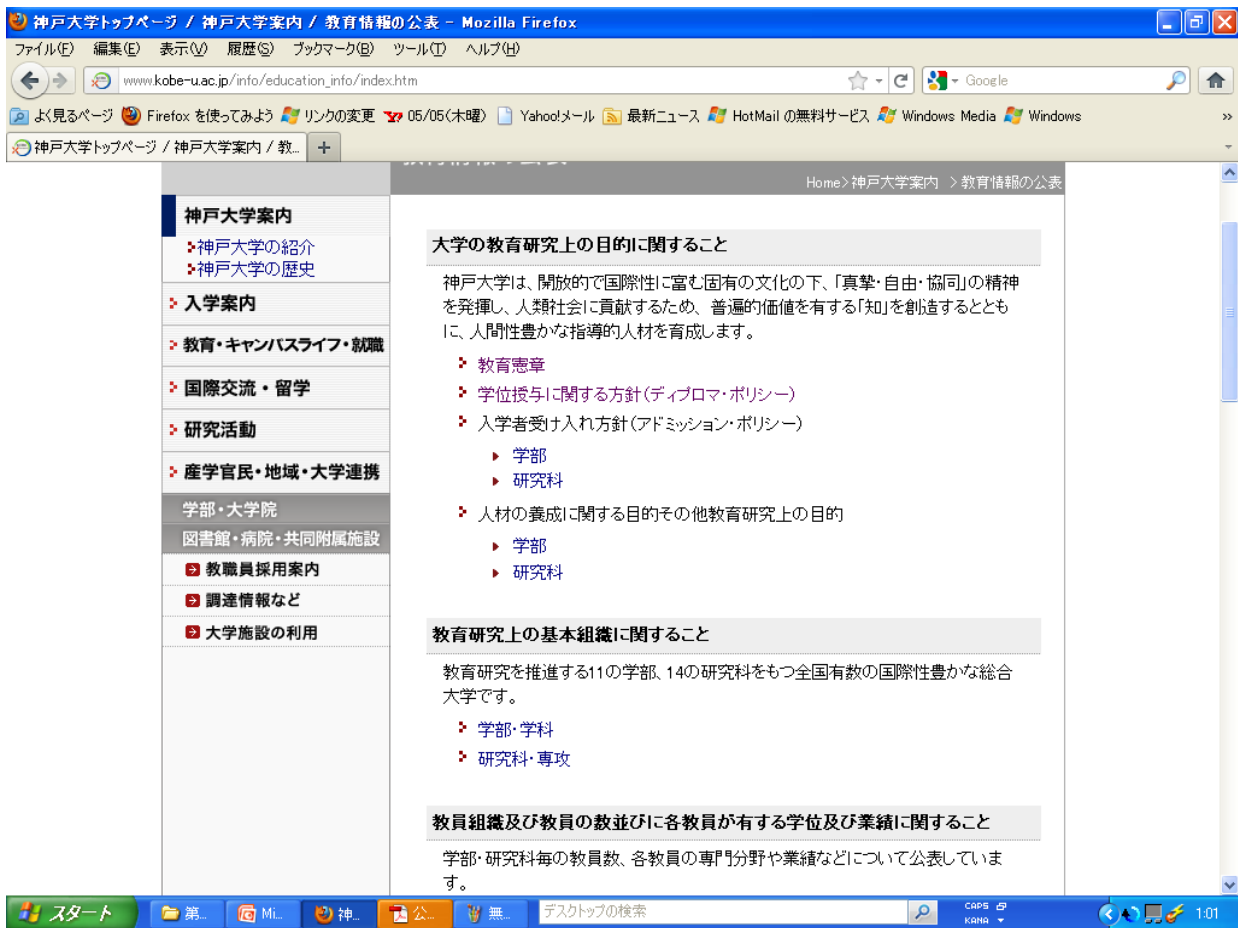 神戸大学トップページ / 神戸大学案内 / 教育情報の公表 - Mozilla Firefox
ファイル(F) 編集(E) 表示(V) 履歴(S) ブックマーク(B) ツール(T) ヘルプ(H)
www.kobe-u.ac.jp/info/education_info/index.htm
Google
よく見るページ Firefox を使ってみよう リンクの変更 05/05(木曜) Yahoo!メール 最新ニュース HotMail の無料サービス Windows Media Windows »
神戸大学トップページ / 神戸大学案内 / 教... +
Home>神戸大学案内 >教育情報の公表
神戸大学案内
神戸大学の紹介
神戸大学の歴史
入学案内
教育・キャンパスライフ・就職
国際交流・留学
研究活動
産学官民・地域・大学連携
学部・大学院
図書館・病院・共同附属施設
教職員採用案内
調達情報など
大学施設の利用
大学の教育研究上の目的に関すること
神戸大学は、開放的で国際性に富む固有の文化の下、「真摯・自由・協同」の精神
を発揮し、人類社会に貢献するため、普遍的価値を有する「知」を創造するととも
に、人間性豊かな指導的人材を育成します。
教育憲章
学位授与に関する方針(ディプロマ・ポリシー)
入学者受け入れ方針(アドミッション・ポリシー)
学部
研究科
人材の養成に関する目的その他教育研究上の目的
学部
研究科
教育研究上の基本組織に関すること
教育研究を推進する11の学部、14の研究科をもつ全国有数の国際性豊かな総合
大学です。
学部・学科
研究科・専攻
教員組織及び教員の数並びに各教員が有する学位及び業績に関すること
学部・研究科毎の教員数、各教員の専門分野や業績などについて公表していま
す。
スタート 第... Mi... 神... 公... 無... デスクトップの検索 CAPS KANA 1:01